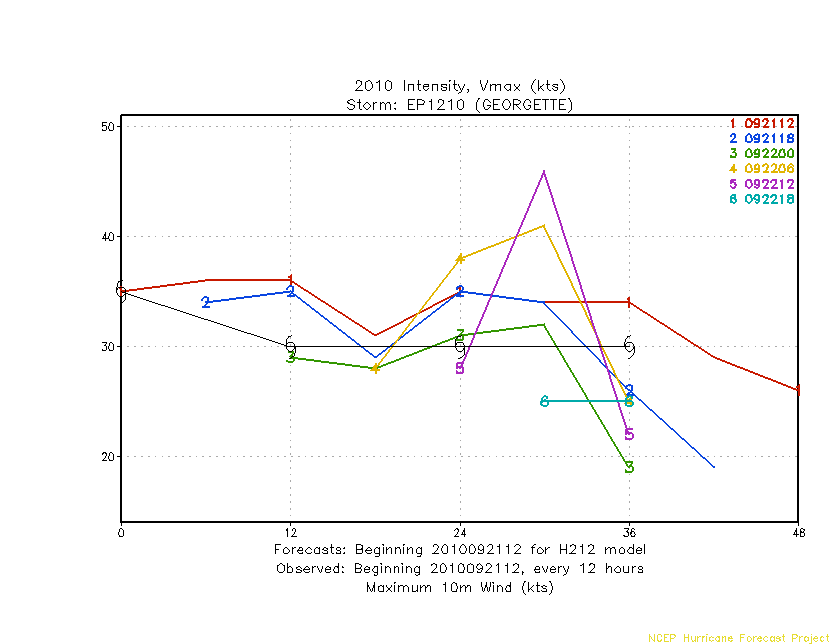 2010 Intensity, Vmax (kts)
Storm: EP1210 (GEORGETTE)
1 092112
2 092118
3 092200
4 092206
5 092212
6 092218
50
40
30
20
0 12 24 36 48
Forecasts: Beginning 2010092112 for H212 model
Observed: Beginning 2010092112, every 12 hours
Maximum 10m Wind (kts)
NCEP Hurricane Forecast Project